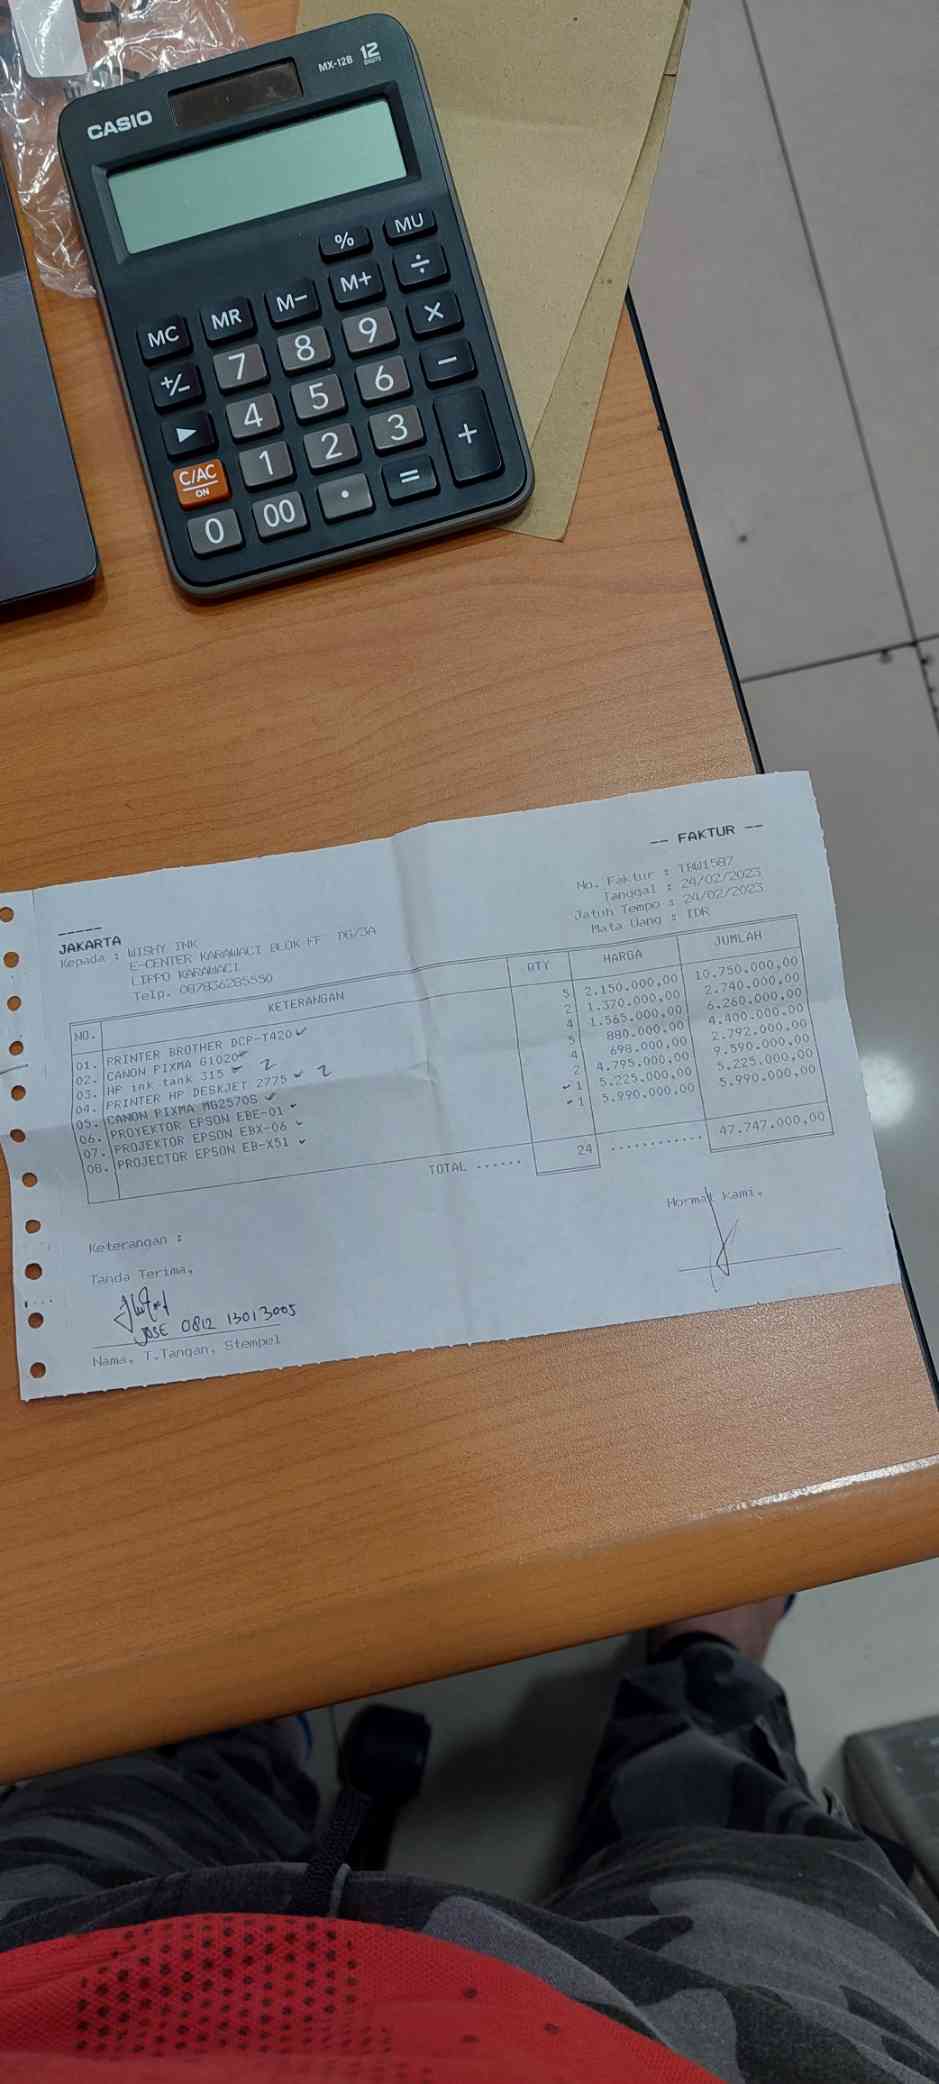 CASIO
MX-12B 12
DIGITS
% MU
MC MR M− M+ ÷
+/− 7 8 9 ×
▶ 4 5 6 −
C/AC
ON
1 2 3 +
0 00 · =
-- FAKTUR --
No. Faktur : TRW1587
Tanggal : 24/02/2023
Jatuh Tempo : 24/02/2023
Mata Uang : IDR
-----
JAKARTA
Kepada : WISHY INK
E-CENTER KARAWACI BLOK FF DG/3A
LIPPO KARAWACI
Telp. 087836285550
NO. KETERANGAN QTY HARGA JUMLAH
01. PRINTER BROTHER DCP-T420 ✓ 5 2.150.000,00 10.750.000,00
02. CANON PIXMA G1020 ✓ 2 1.370.000,00 2.740.000,00
03. HP ink tank 315 ✓ 2 4 1.565.000,00 6.260.000,00
04. PRINTER HP DESKJET 2775 ✓ 2 5 880.000,00 4.400.000,00
05. CANON PIXMA MG2570S ✓ 4 698.000,00 2.792.000,00
06. PROYEKTOR EPSON EBE-01 ✓ 2 4.795.000,00 9.590.000,00
07. PROJEKTOR EPSON EBX-06 ✓ ✓ 1 5.225.000,00 5.225.000,00
08. PROJECTOR EPSON EB-X51 ✓ ✓ 1 5.990.000,00 5.990.000,00
TOTAL ...... 24 ............ 47.747.000,00
Keterangan :
Tanda Terima,
Hormat Kami,
JOSE 0812 13013005
Nama, T.Tangan, Stempel